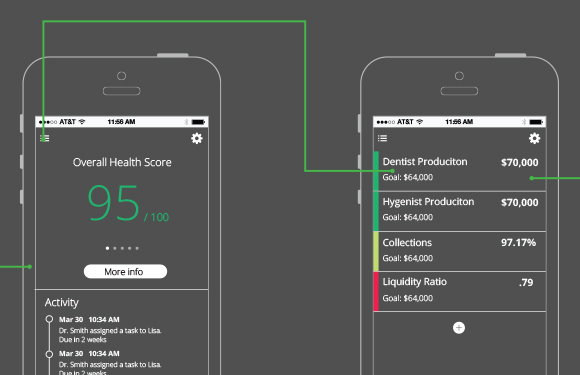 AT&T 11:56 AM
Overall Health Score
95 / 100
More info
Activity
Mar 30 10:34 AM
Dr. Smith assigned a task to Lisa.
Due in 2 weeks
Mar 30 10:34 AM
Dr. Smith assigned a task to Lisa.
Due in 2 weeks
AT&T 11:56 AM
Dentist Produciton $70,000
Goal: $64,000
Hygenist Produciton $70,000
Goal: $64,000
Collections 97.17%
Goal: $64,000
Liquidity Ratio .79
Goal: $64,000